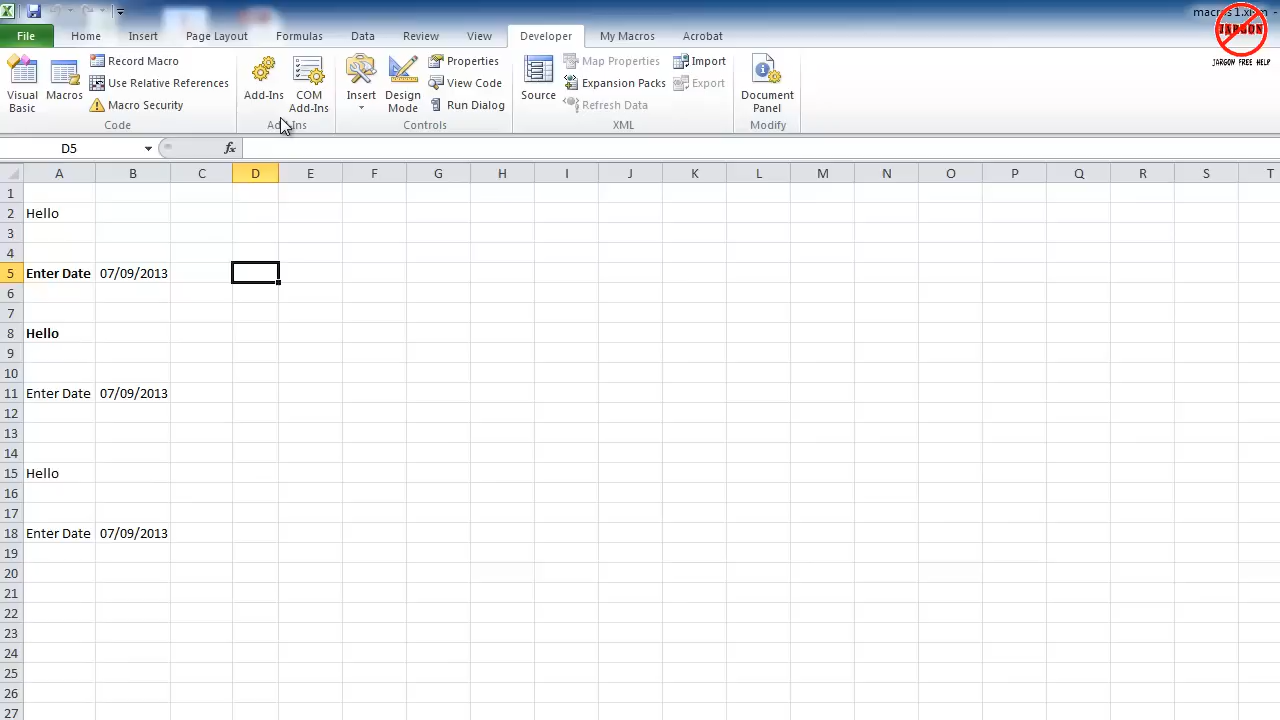 macros 1.xlsm -
File Home Insert Page Layout Formulas Data Review View Developer My Macros Acrobat
JARGON
JARGON FREE HELP
Visual Basic
Macros
Record Macro
Use Relative References
Macro Security
Code
Add-Ins
COM Add-Ins
Add-Ins
Insert
Design Mode
Properties
View Code
Run Dialog
Controls
Source
Map Properties
Expansion Packs
Refresh Data
Import
Export
XML
Document Panel
Modify
D5 fx
A B C D E F G H I J K L M N O P Q R S T
1
2 Hello
3
4
5 Enter Date 07/09/2013
6
7
8 Hello
9
10
11 Enter Date 07/09/2013
12
13
14
15 Hello
16
17
18 Enter Date 07/09/2013
19
20
21
22
23
24
25
26
27